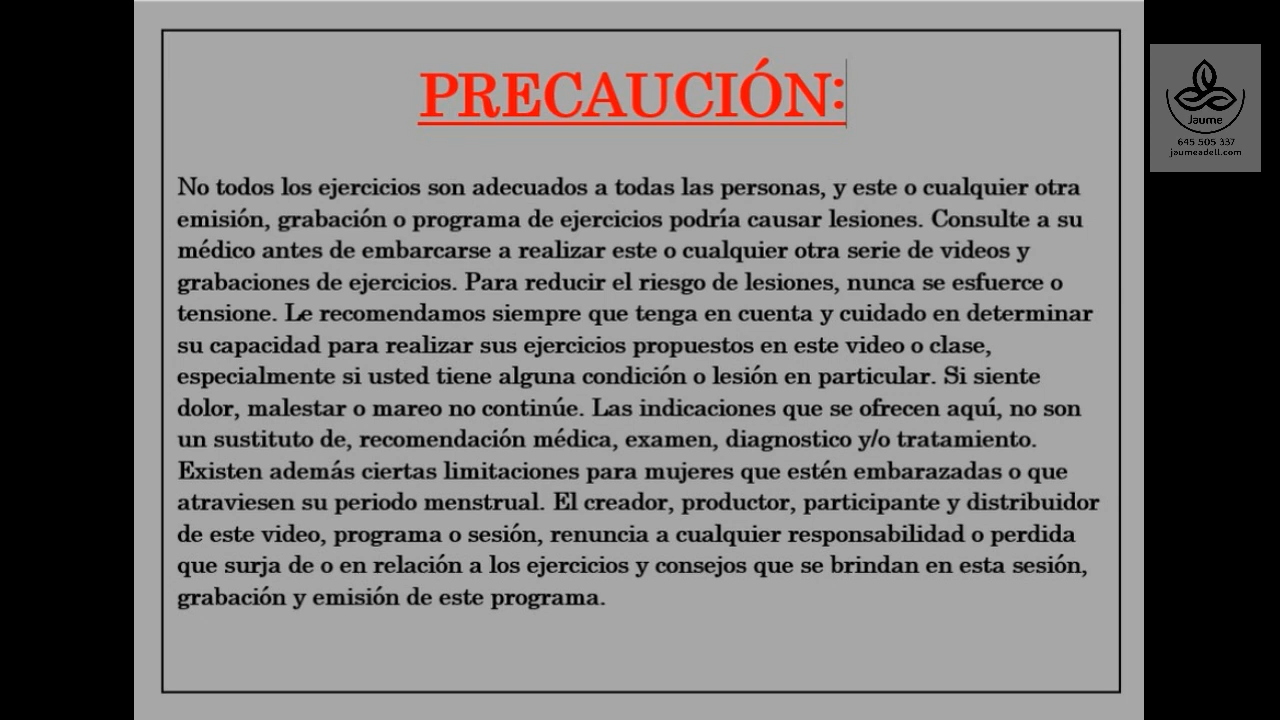 PRECAUCIÓN:
No todos los ejercicios son adecuados a todas las personas, y este o cualquier otra
emisión, grabación o programa de ejercicios podría causar lesiones. Consulte a su
médico antes de embarcarse a realizar este o cualquier otra serie de videos y
grabaciones de ejercicios. Para reducir el riesgo de lesiones, nunca se esfuerce o
tensione. Le recomendamos siempre que tenga en cuenta y cuidado en determinar
su capacidad para realizar sus ejercicios propuestos en este video o clase,
especialmente si usted tiene alguna condición o lesión en particular. Si siente
dolor, malestar o mareo no continúe. Las indicaciones que se ofrecen aquí, no son
un sustituto de, recomendación médica, examen, diagnostico y/o tratamiento.
Existen además ciertas limitaciones para mujeres que estén embarazadas o que
atraviesen su periodo menstrual. El creador, productor, participante y distribuidor
de este video, programa o sesión, renuncia a cualquier responsabilidad o perdida
que surja de o en relación a los ejercicios y consejos que se brindan en esta sesión,
grabación y emisión de este programa.
Jaume
645 505 337
jaumeadell.com